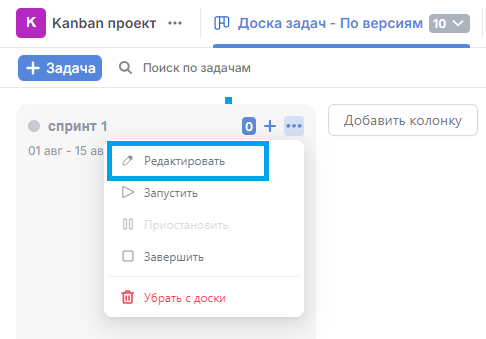 K Kanban проект ••• Доска задач - По версиям 10
+ Задача Поиск по задачам
спринт 1 0 + ••• Добавить колонку
01 авг - 15 ав
Редактировать
Запустить
Приостановить
Завершить
Убрать с доски